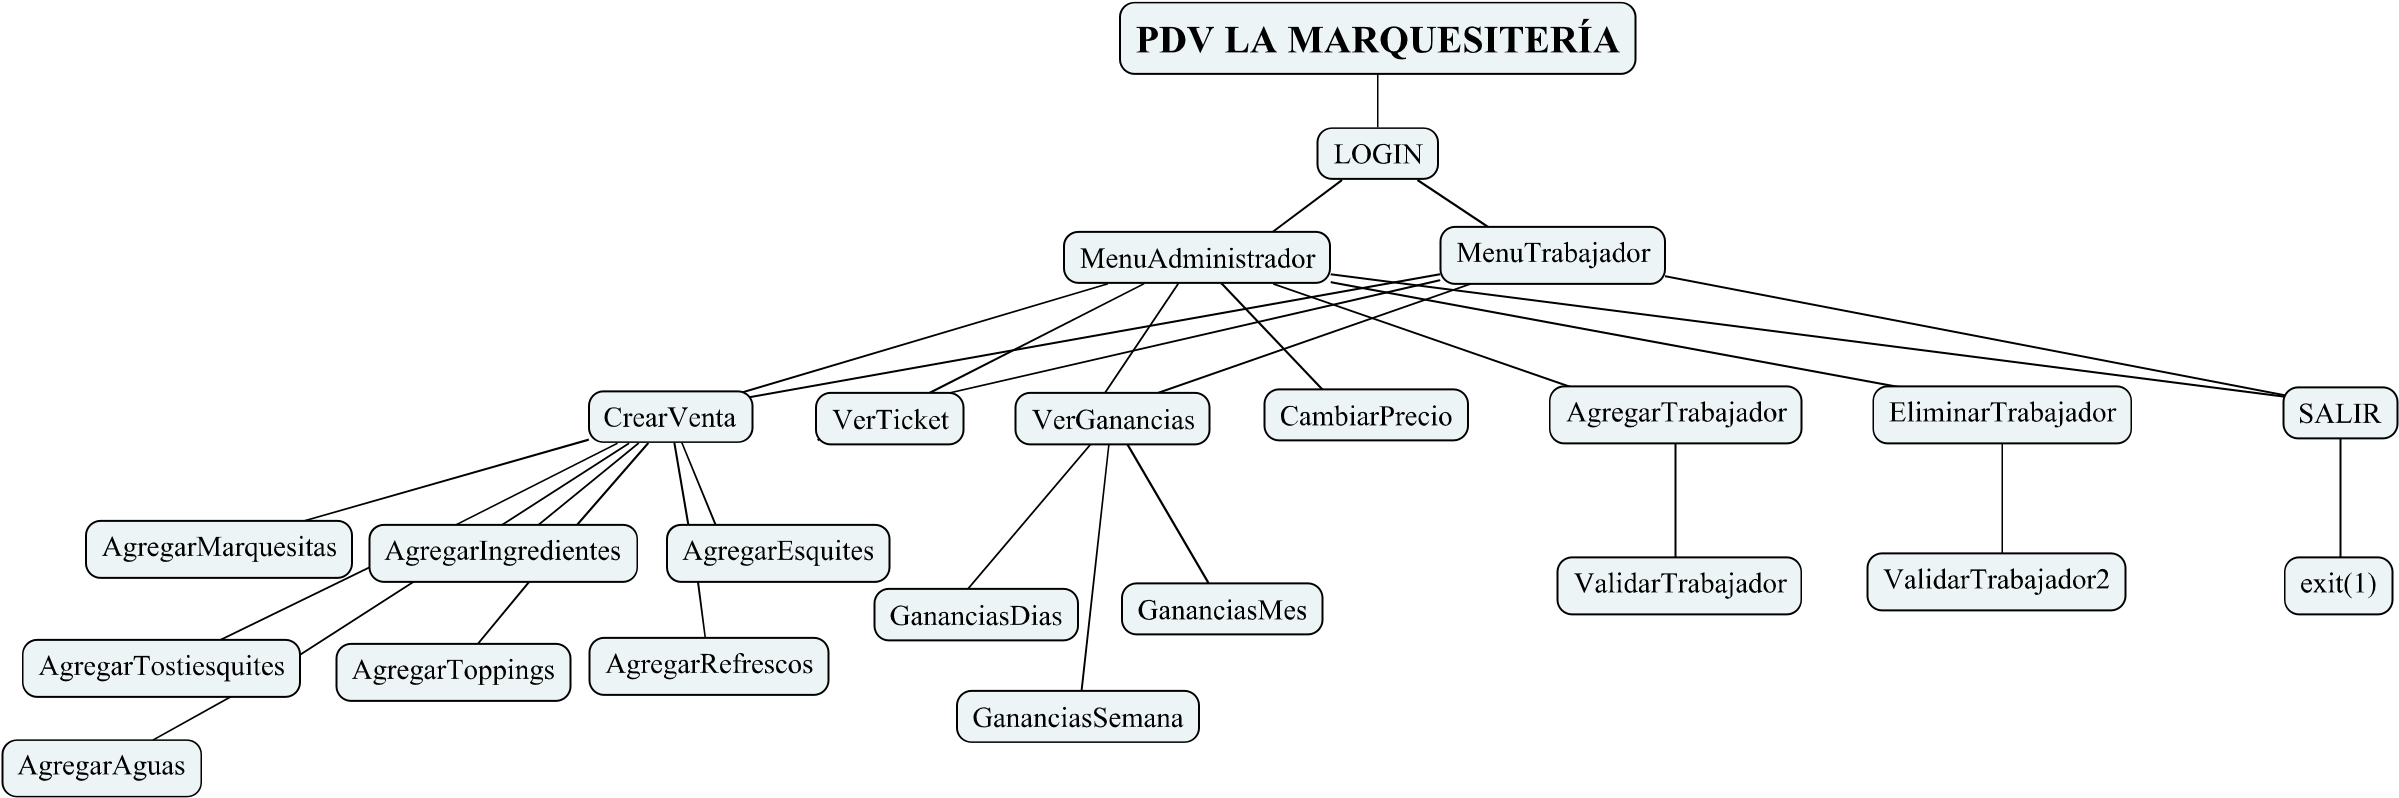 PDV LA MARQUESITERÍA
LOGIN
MenuAdministrador
MenuTrabajador
CrearVenta
VerTicket
VerGanancias
CambiarPrecio
AgregarTrabajador
EliminarTrabajador
SALIR
AgregarMarquesitas
AgregarIngredientes
AgregarEsquites
GananciasDias
GananciasMes
ValidarTrabajador
ValidarTrabajador2
exit(1)
AgregarTostiesquites
AgregarToppings
AgregarRefrescos
GananciasSemana
AgregarAguas